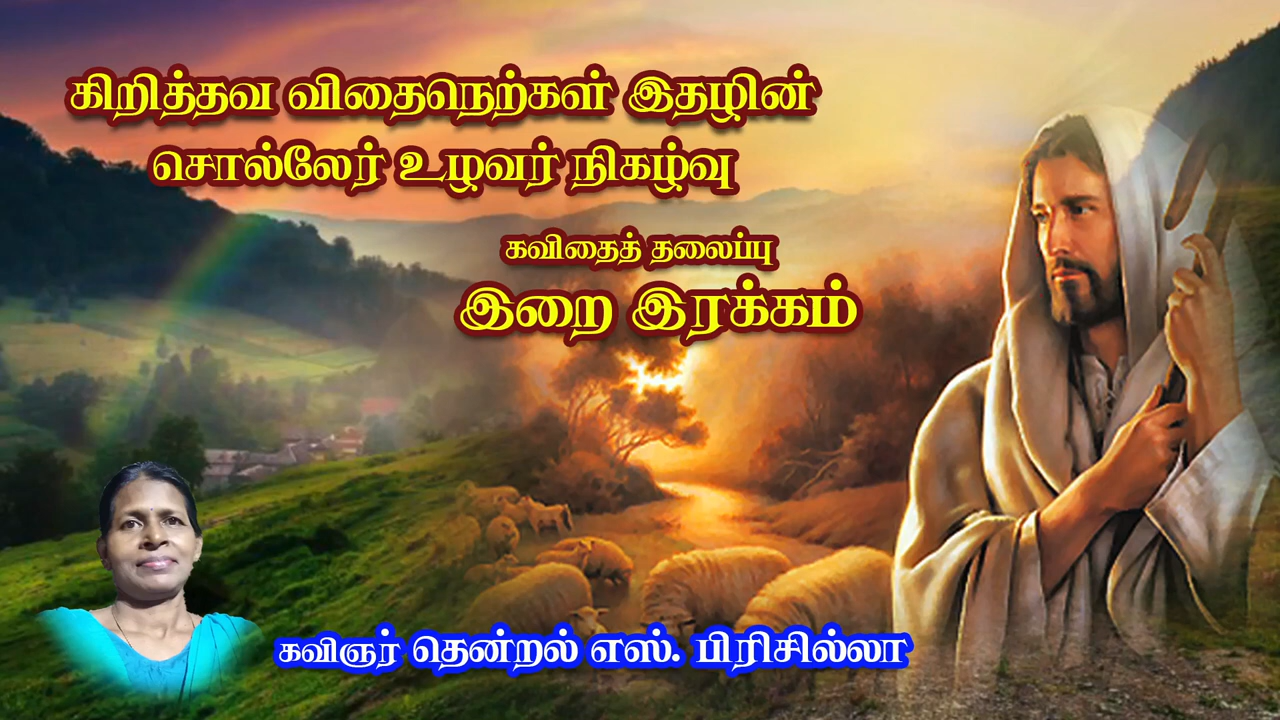 கிறித்தவ விதைநெற்கள் இதழின்
சொல்லேர் உழவர் நிகழ்வு
கவிதைத் தலைப்பு
இறை இரக்கம்
கவிஞர் தென்றல் எஸ். பிரிசில்லா